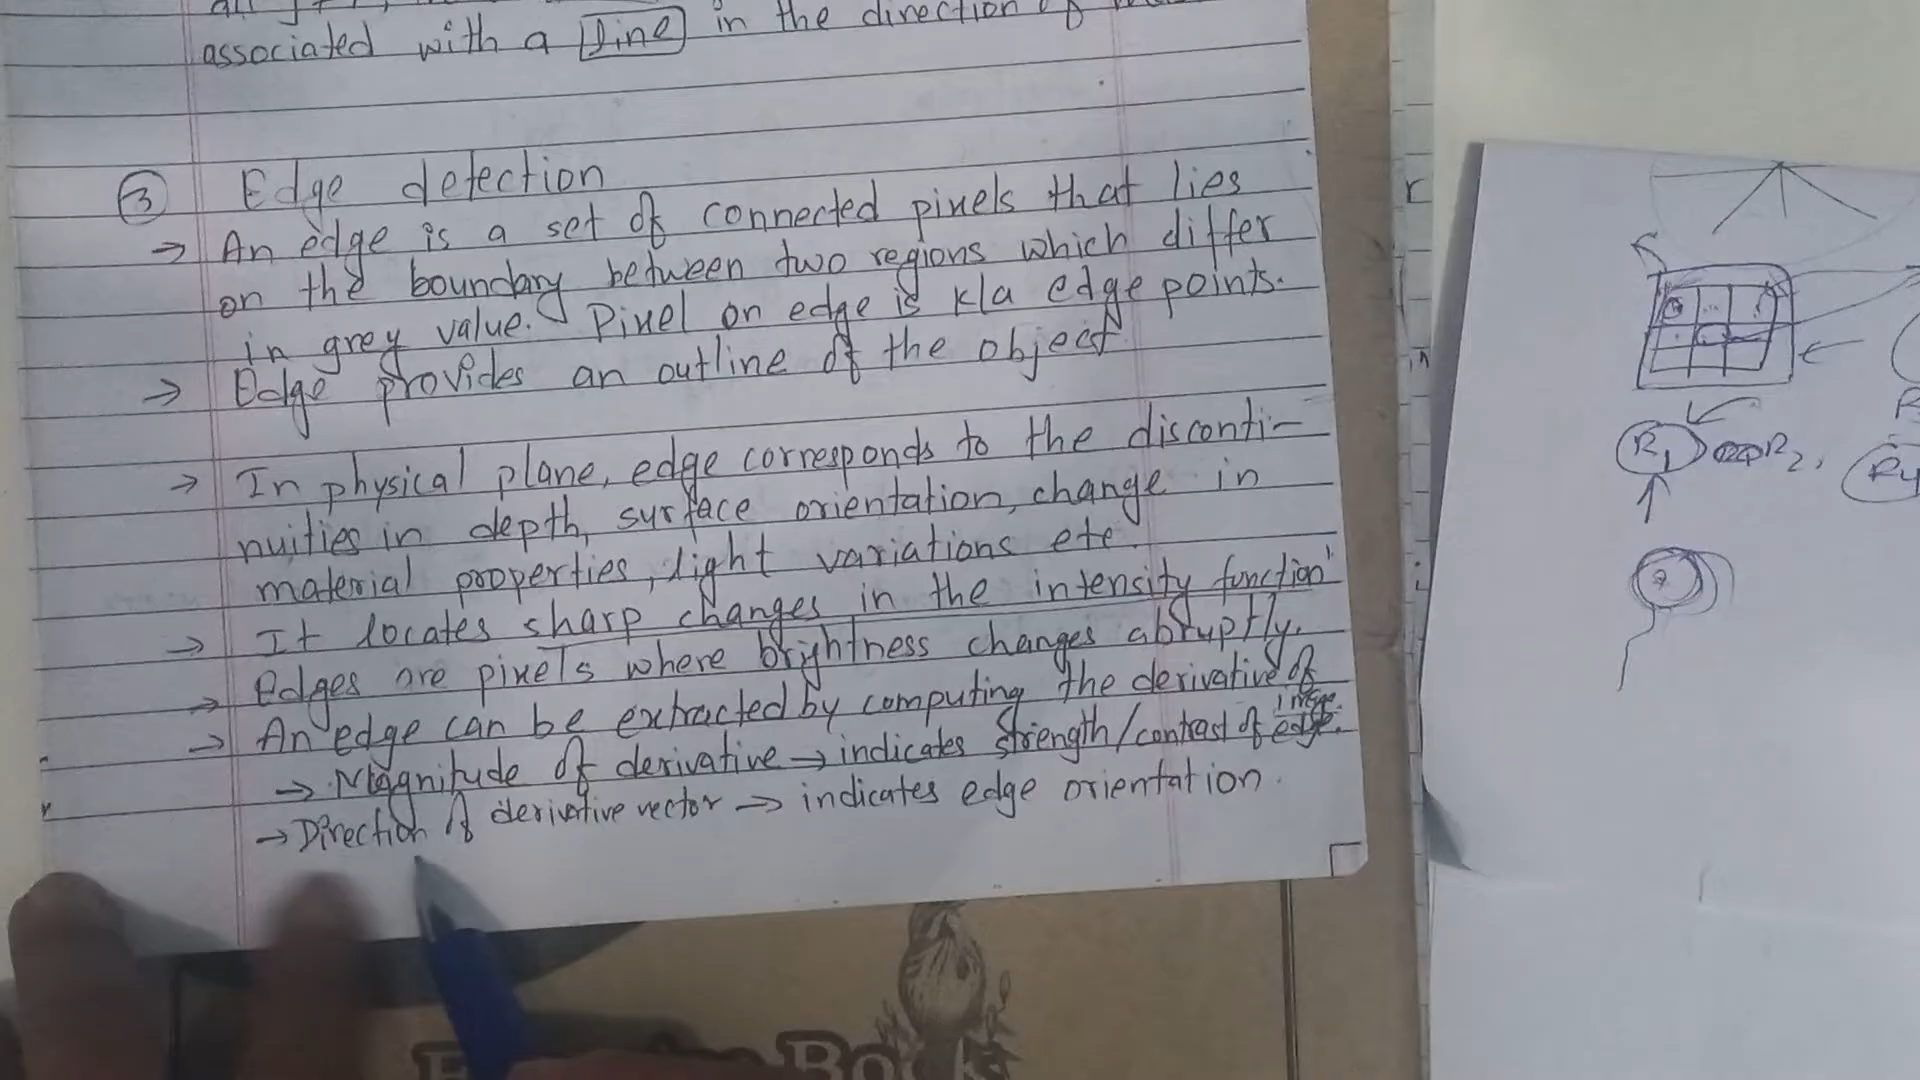 associated with a line in the direction of
③ Edge detection
→ An edge is a set of connected pixels that lies
on the boundary between two regions which differ
in grey value. Pixel on edge is kla edge points.
→ Edge provides an outline of the object
→ In physical plane, edge corresponds to the disconti-
nuities in depth, surface orientation, change in
material properties, light variations etc.
→ It locates sharp changes in the intensity function
→ Edges are pixels where brightness changes abruptly.
→ An edge can be extracted by computing the derivative of
image.
→ Magnitude of derivative → indicates strength/contrast of edge.
→ Direction of derivative vector → indicates edge orientation.
R1
R2,
R4
Book